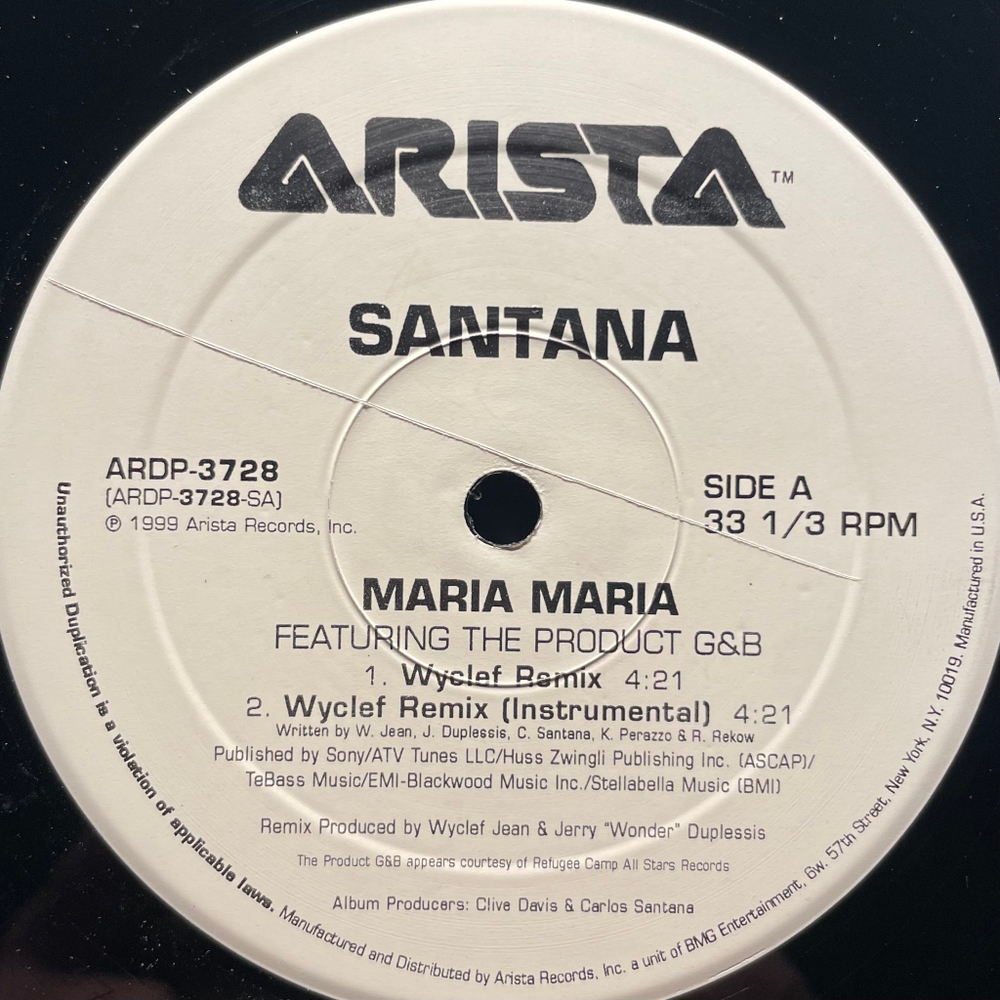 ARISTA™
SANTANA
ARDP-3728
(ARDP-3728-SA)
℗ 1999 Arista Records, Inc.
SIDE A
33 1/3 RPM
MARIA MARIA
FEATURING THE PRODUCT G&B
1. Wyclef Remix 4:21
2. Wyclef Remix (Instrumental) 4:21
Written by W. Jean, J. Duplessis, C. Santana, K. Perazzo & R. Rekow
Published by Sony/ATV Tunes LLC/Huss Zwingli Publishing Inc. (ASCAP)/
TeBass Music/EMI-Blackwood Music Inc./Stellabella Music (BMI)
Remix Produced by Wyclef Jean & Jerry "Wonder" Duplessis
The Product G&B appears courtesy of Refugee Camp All Stars Records
Album Producers: Clive Davis & Carlos Santana
Unauthorized Duplication is a violation of applicable laws. Manufactured and Distributed by Arista Records, Inc. a unit of BMG Entertainment, 6w. 57th Street, New York, N.Y. 10019. Manufactured in U.S.A.